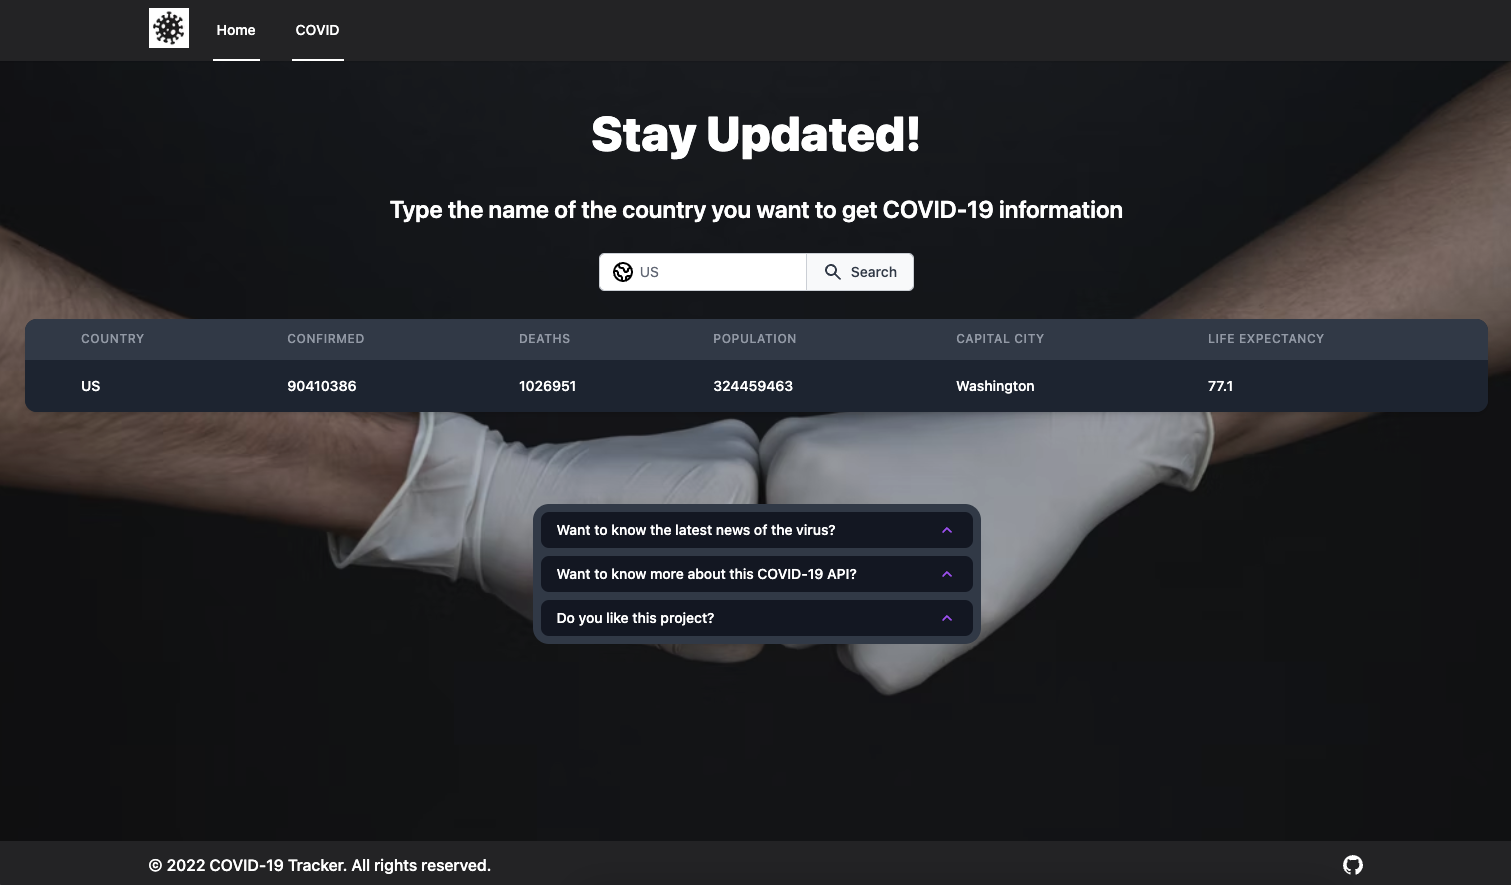 Home COVID
Stay Updated!
Type the name of the country you want to get COVID-19 information
US Search
COUNTRY CONFIRMED DEATHS POPULATION CAPITAL CITY LIFE EXPECTANCY
US 90410386 1026951 324459463 Washington 77.1
Want to know the latest news of the virus?
Want to know more about this COVID-19 API?
Do you like this project?
© 2022 COVID-19 Tracker. All rights reserved.